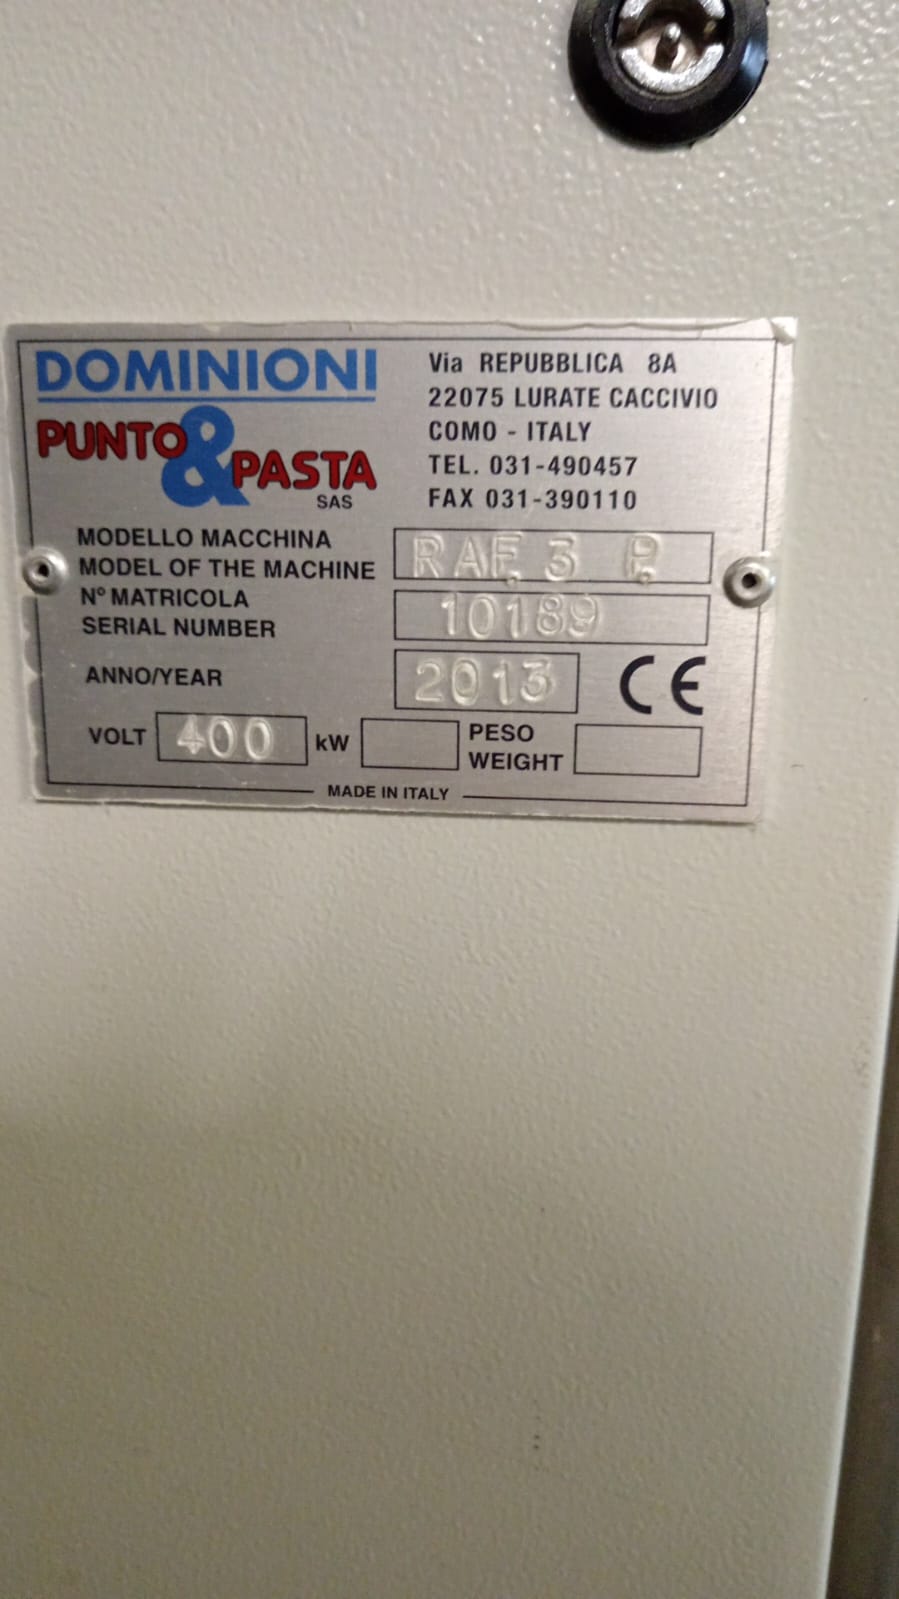 DOMINIONI
PUNTO & PASTA
SAS
Via REPUBBLICA 8A
22075 LURATE CACCIVIO
COMO - ITALY
TEL. 031-490457
FAX 031-390110
MODELLO MACCHINA
MODEL OF THE MACHINE RAF. 3 P.
N° MATRICOLA
SERIAL NUMBER 10189
ANNO/YEAR 2013 CE
VOLT 400 kW PESO
WEIGHT
MADE IN ITALY